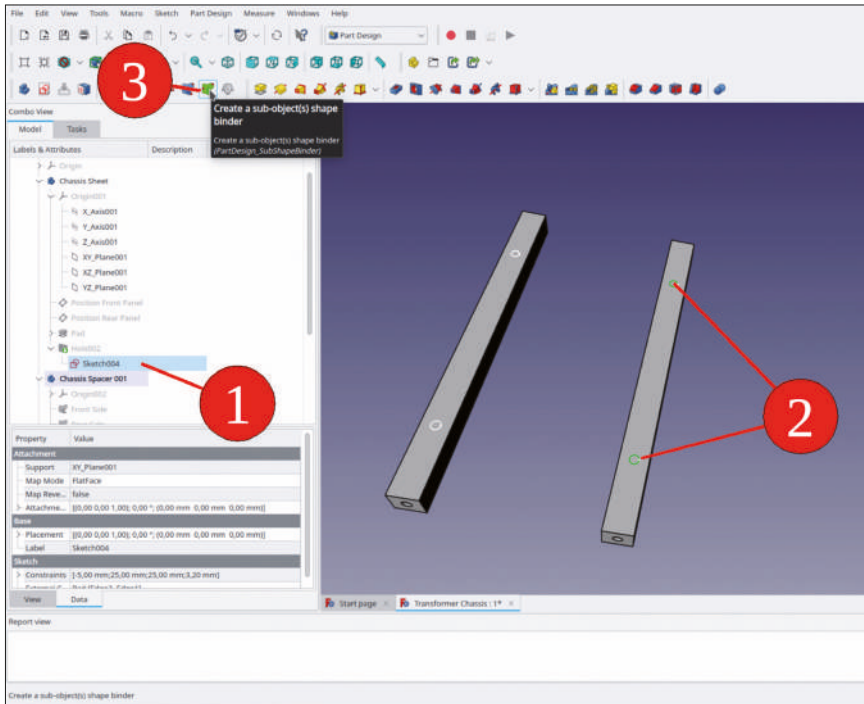 File Edit View Tools Macro Sketch Part Design Measure Windows Help
Part Design
3
Create a sub-object(s) shape
binder
Create a sub-object(s) shape binder
(PartDesign_SubShapeBinder)
Combo View
Model Tasks
Labels & Attributes Description
Origin
Chassis Sheet
Origin001
X_Axis001
Y_Axis001
Z_Axis001
XY_Plane001
XZ_Plane001
YZ_Plane001
Position Front Panel
Position Rear Panel
Pad
Hole002
Sketch004
Chassis Spacer 001
Origin002
Front Side
1
2
Property Value
Attachment
Support XY_Plane001
Map Mode FlatFace
Map Reve... false
Attachme... [(0,00 0,00 1,00); 0,00 °; (0,00 mm 0,00 mm 0,00 mm)]
Base
Placement [(0,00 0,00 1,00); 0,00 °; (0,00 mm 0,00 mm 0,00 mm)]
Label Sketch004
Sketch
Constraints [-5,00 mm;25,00 mm;25,00 mm;3,20 mm]
View Data
Start page Transformer Chassis : 1*
Report view
Create a sub-object(s) shape binder